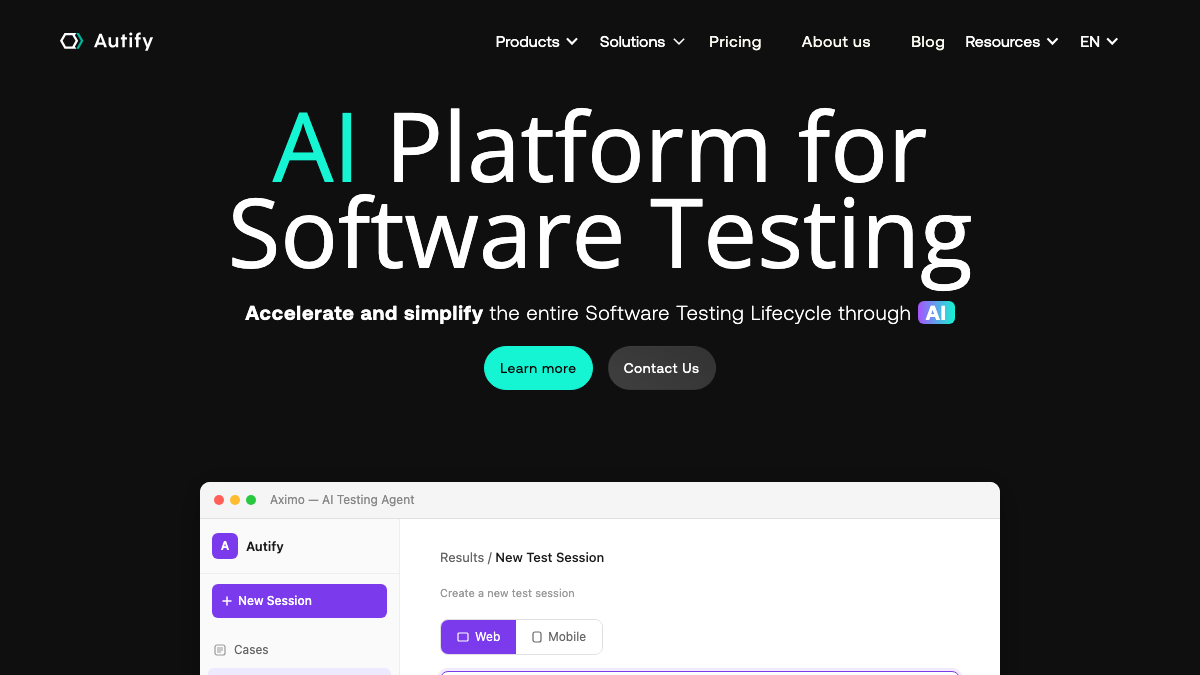 Autify
Products Solutions Pricing About us Blog Resources EN
AI Platform for
Software Testing
Accelerate and simplify the entire Software Testing Lifecycle through AI
Learn more Contact Us
Aximo — AI Testing Agent
A Autify
+ New Session
Cases
Results / New Test Session
Create a new test session
Web Mobile